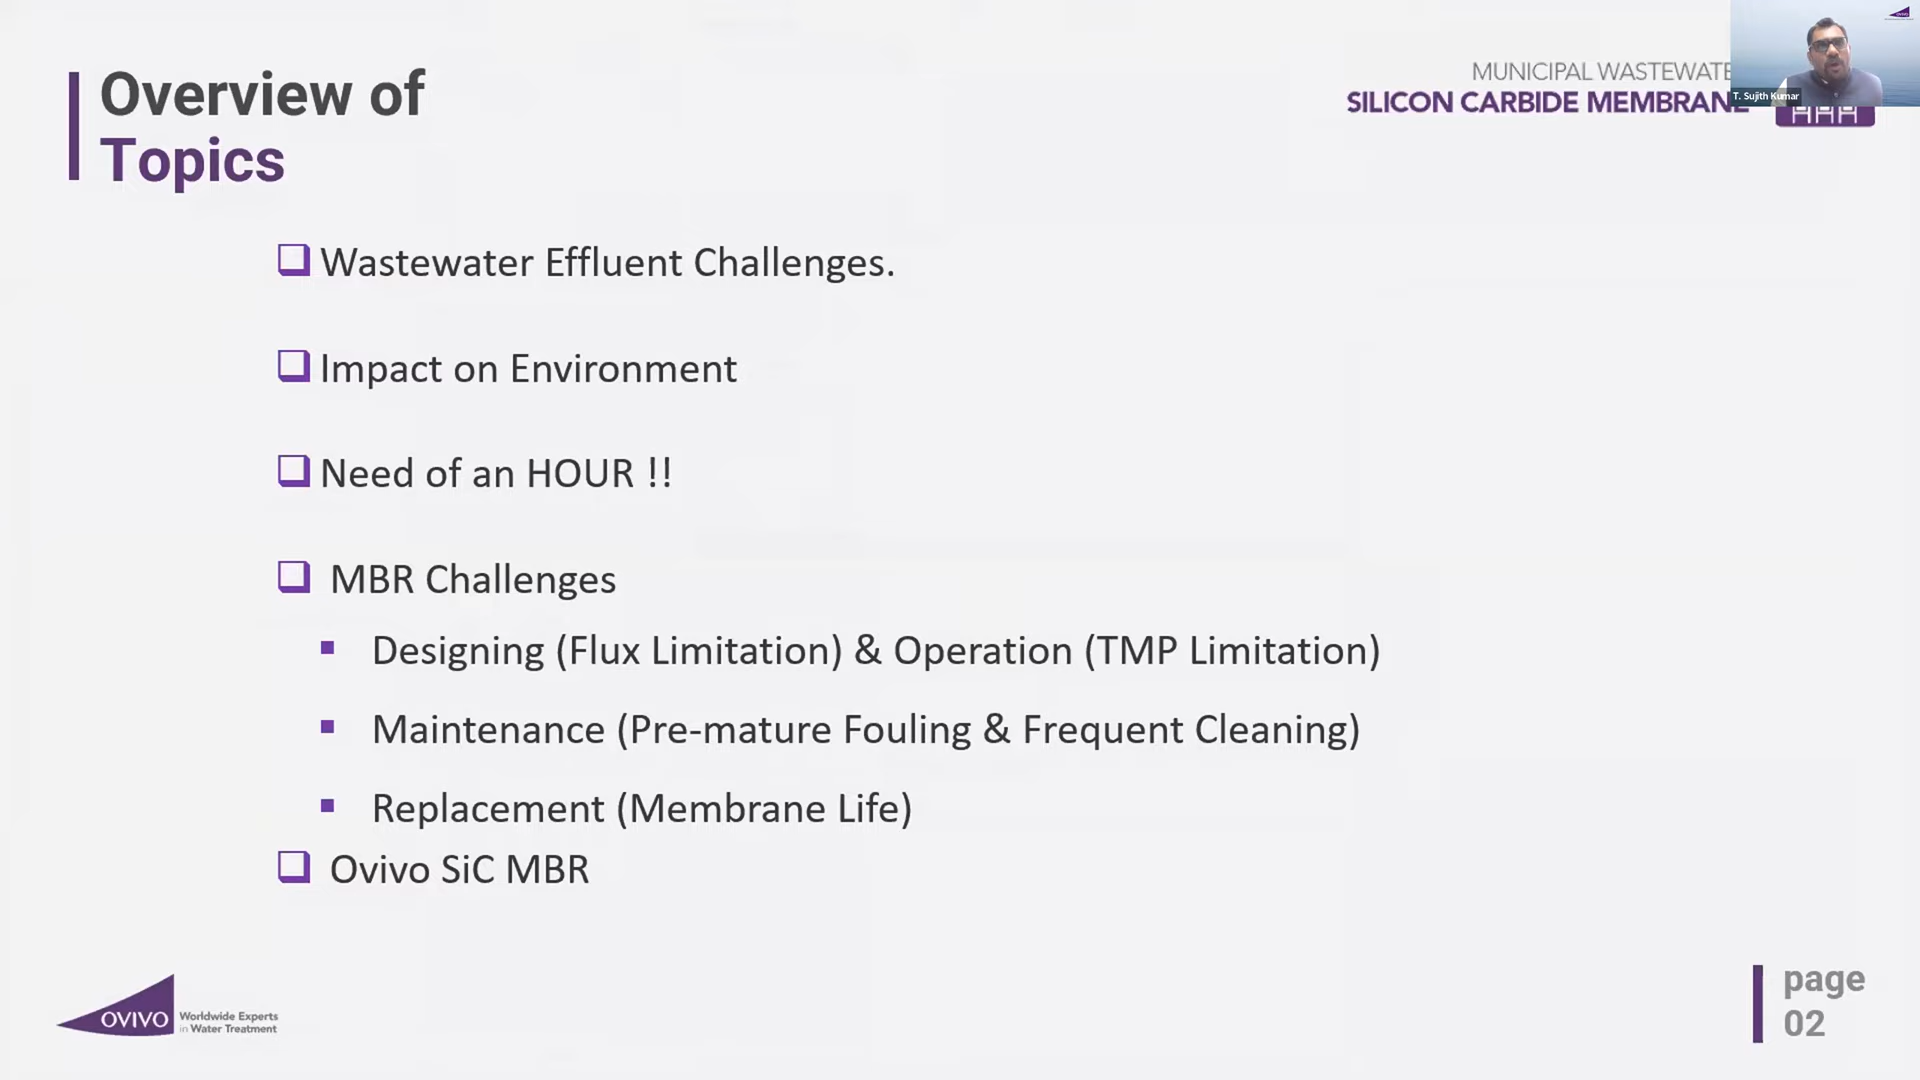 Overview of
Topics
MUNICIPAL WASTEWATE
SILICON CARBIDE MEMBRANE
T. Sujith Kumar
Wastewater Effluent Challenges.
Impact on Environment
Need of an HOUR !!
MBR Challenges
Designing (Flux Limitation) & Operation (TMP Limitation)
Maintenance (Pre-mature Fouling & Frequent Cleaning)
Replacement (Membrane Life)
Ovivo SiC MBR
OVIVO
Worldwide Experts
in Water Treatment
page
02